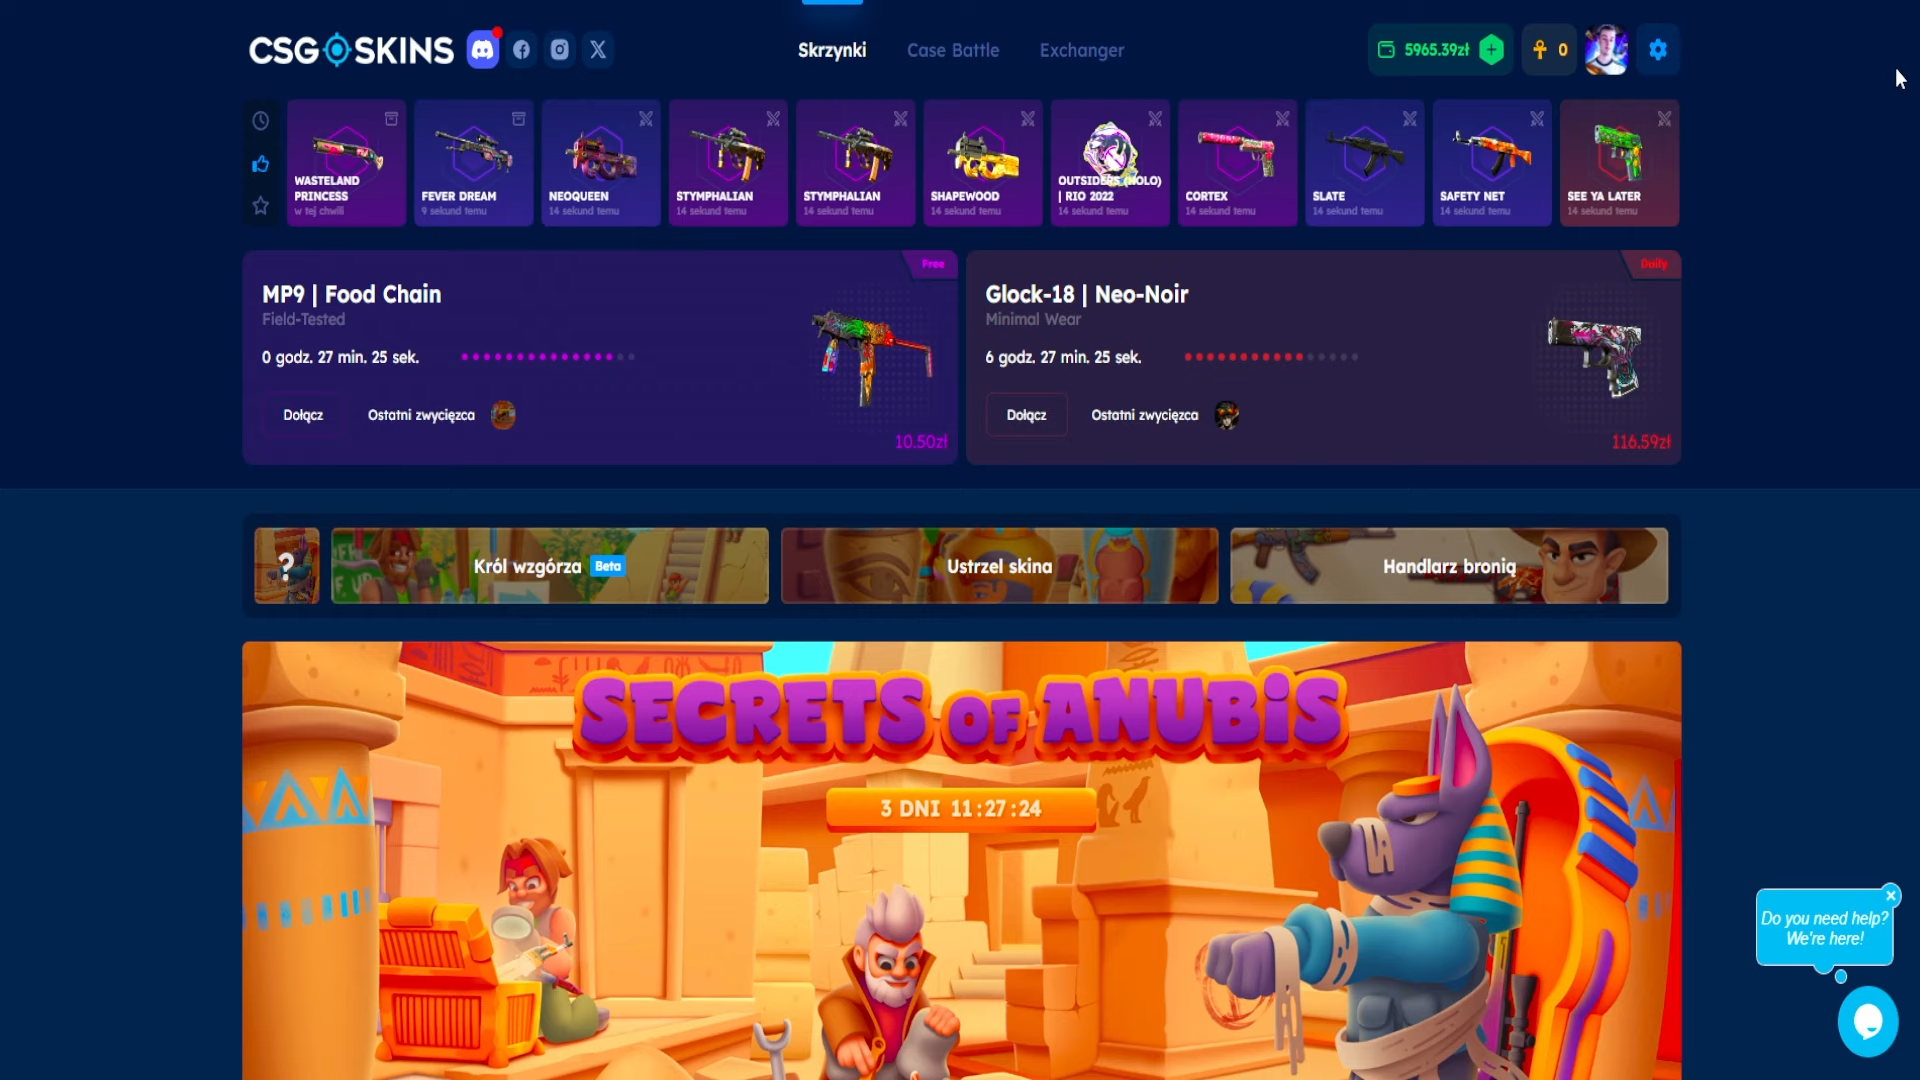 CSGOSKINS
Skrzynki
Case Battle
Exchanger
5965.39zł
0
WASTELAND
PRINCESS
w tej chwili
FEVER DREAM
9 sekund temu
NEOQUEEN
14 sekund temu
STYMPHALIAN
14 sekund temu
STYMPHALIAN
14 sekund temu
SHAPEWOOD
14 sekund temu
OUTSIDERS (HOLO)
| RIO 2022
14 sekund temu
CORTEX
14 sekund temu
SLATE
14 sekund temu
SAFETY NET
14 sekund temu
SEE YA LATER
14 sekund temu
Free
MP9 | Food Chain
Field-Tested
0 godz. 27 min. 25 sek.
Dołącz
Ostatni zwycięzca
10.50zł
Daily
Glock-18 | Neo-Noir
Minimal Wear
6 godz. 27 min. 25 sek.
Dołącz
Ostatni zwycięzca
116.59zł
?
Król wzgórza Beta
Ustrzel skina
Handlarz bronią
SECRETS OF ANUBIS
3 DNI 11:27:24
Do you need help?
We're here!